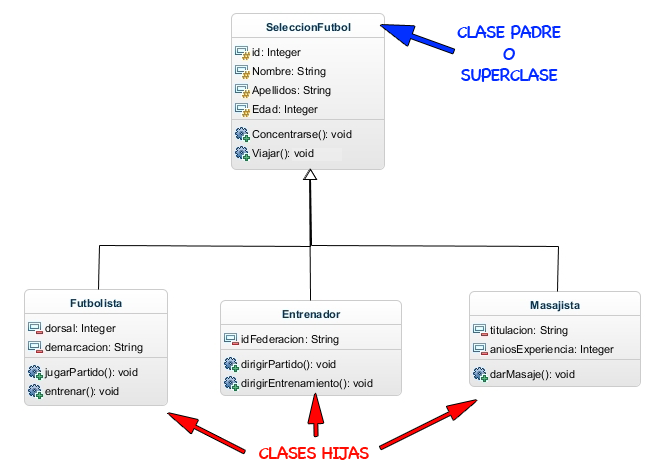 SeleccionFutbol
id: Integer
Nombre: String
Apellidos: String
Edad: Integer
Concentrarse(): void
Viajar(): void
CLASE PADRE
O
SUPERCLASE
Futbolista
dorsal: Integer
demarcacion: String
jugarPartido(): void
entrenar(): void
Entrenador
idFederacion: String
dirigirPartido(): void
dirigirEntrenamiento(): void
Masajista
titulacion: String
aniosExperiencia: Integer
darMasaje(): void
CLASES HIJAS